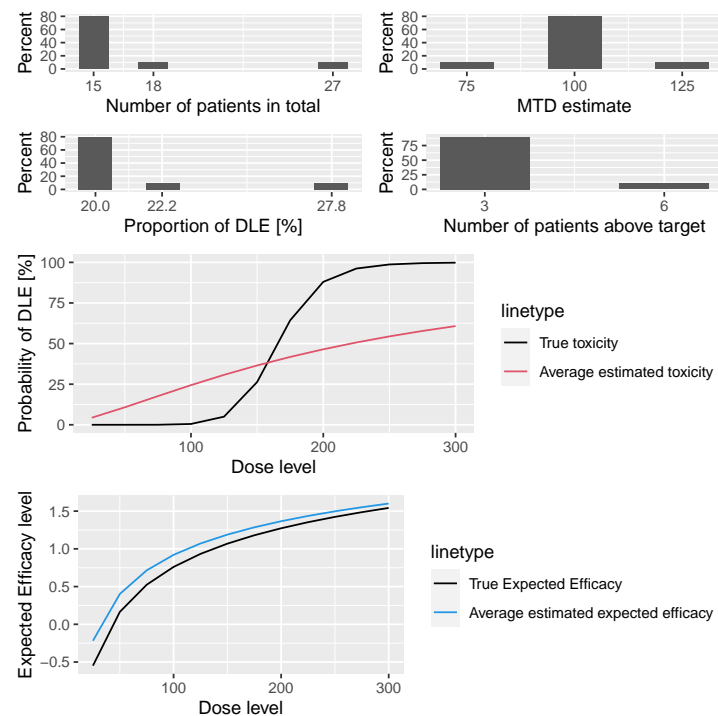 Percent
80
60
40
20
0
15 18 27
Number of patients in total
Percent
80
60
40
20
0
75 100 125
MTD estimate
Percent
80
60
40
20
0
20.0 22.2 27.8
Proportion of DLE [%]
Percent
75
50
25
0
3 6
Number of patients above target
Probability of DLE [%]
100
75
50
25
0
100 200 300
Dose level
linetype
True toxicity
Average estimated toxicity
Expected Efficacy level
1.5
1.0
0.5
0.0
−0.5
100 200 300
Dose level
linetype
True Expected Efficacy
Average estimated expected efficacy